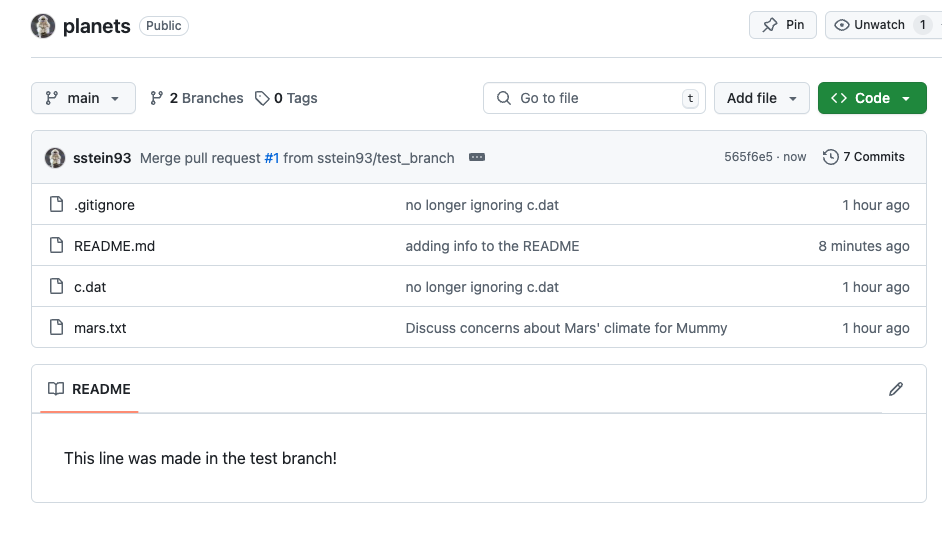 planets Public Pin Unwatch 1
main 2 Branches 0 Tags Go to file t Add file Code
sstein93 Merge pull request #1 from sstein93/test_branch 565f6e5 · now 7 Commits
.gitignore no longer ignoring c.dat 1 hour ago
README.md adding info to the README 8 minutes ago
c.dat no longer ignoring c.dat 1 hour ago
mars.txt Discuss concerns about Mars' climate for Mummy 1 hour ago
README
This line was made in the test branch!